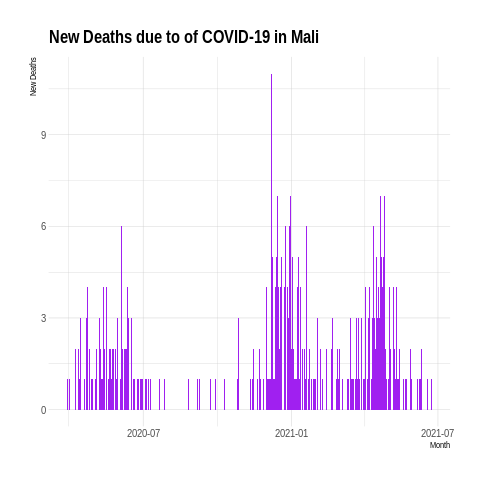 New Deaths due to of COVID-19 in Mali
New Deaths
9
6
3
0
2020-07
2021-01
2021-07
Month